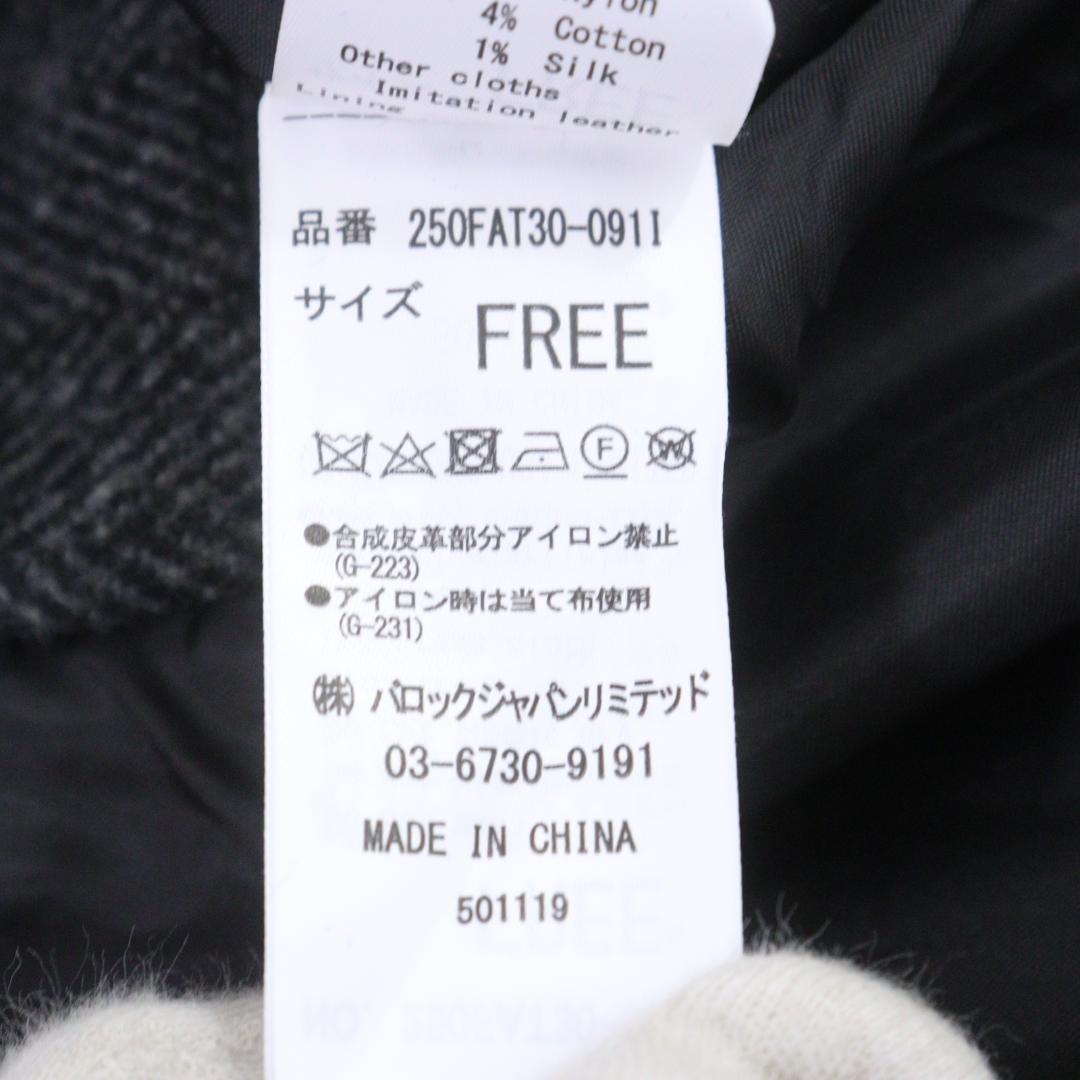 4% Cotton
1% Silk
Other cloths
Imitation leather
Lining
品番 250FAT30-091I
サイズ FREE
F
W
●合成皮革部分アイロン禁止
(G-223)
●アイロン時は当て布使用
(G-231)
㈱ バロックジャパンリミテッド
03-6730-9191
MADE IN CHINA
501119